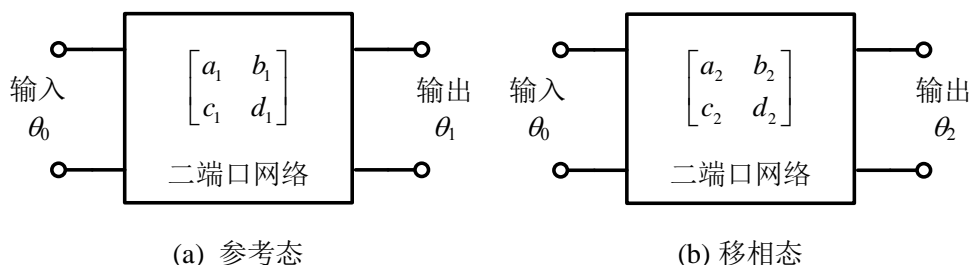 输入
θ₀
a₁ b₁
c₁ d₁
二端口网络
输出
θ₁
(a) 参考态
输入
θ₀
a₂ b₂
c₂ d₂
二端口网络
输出
θ₂
(b) 移相态